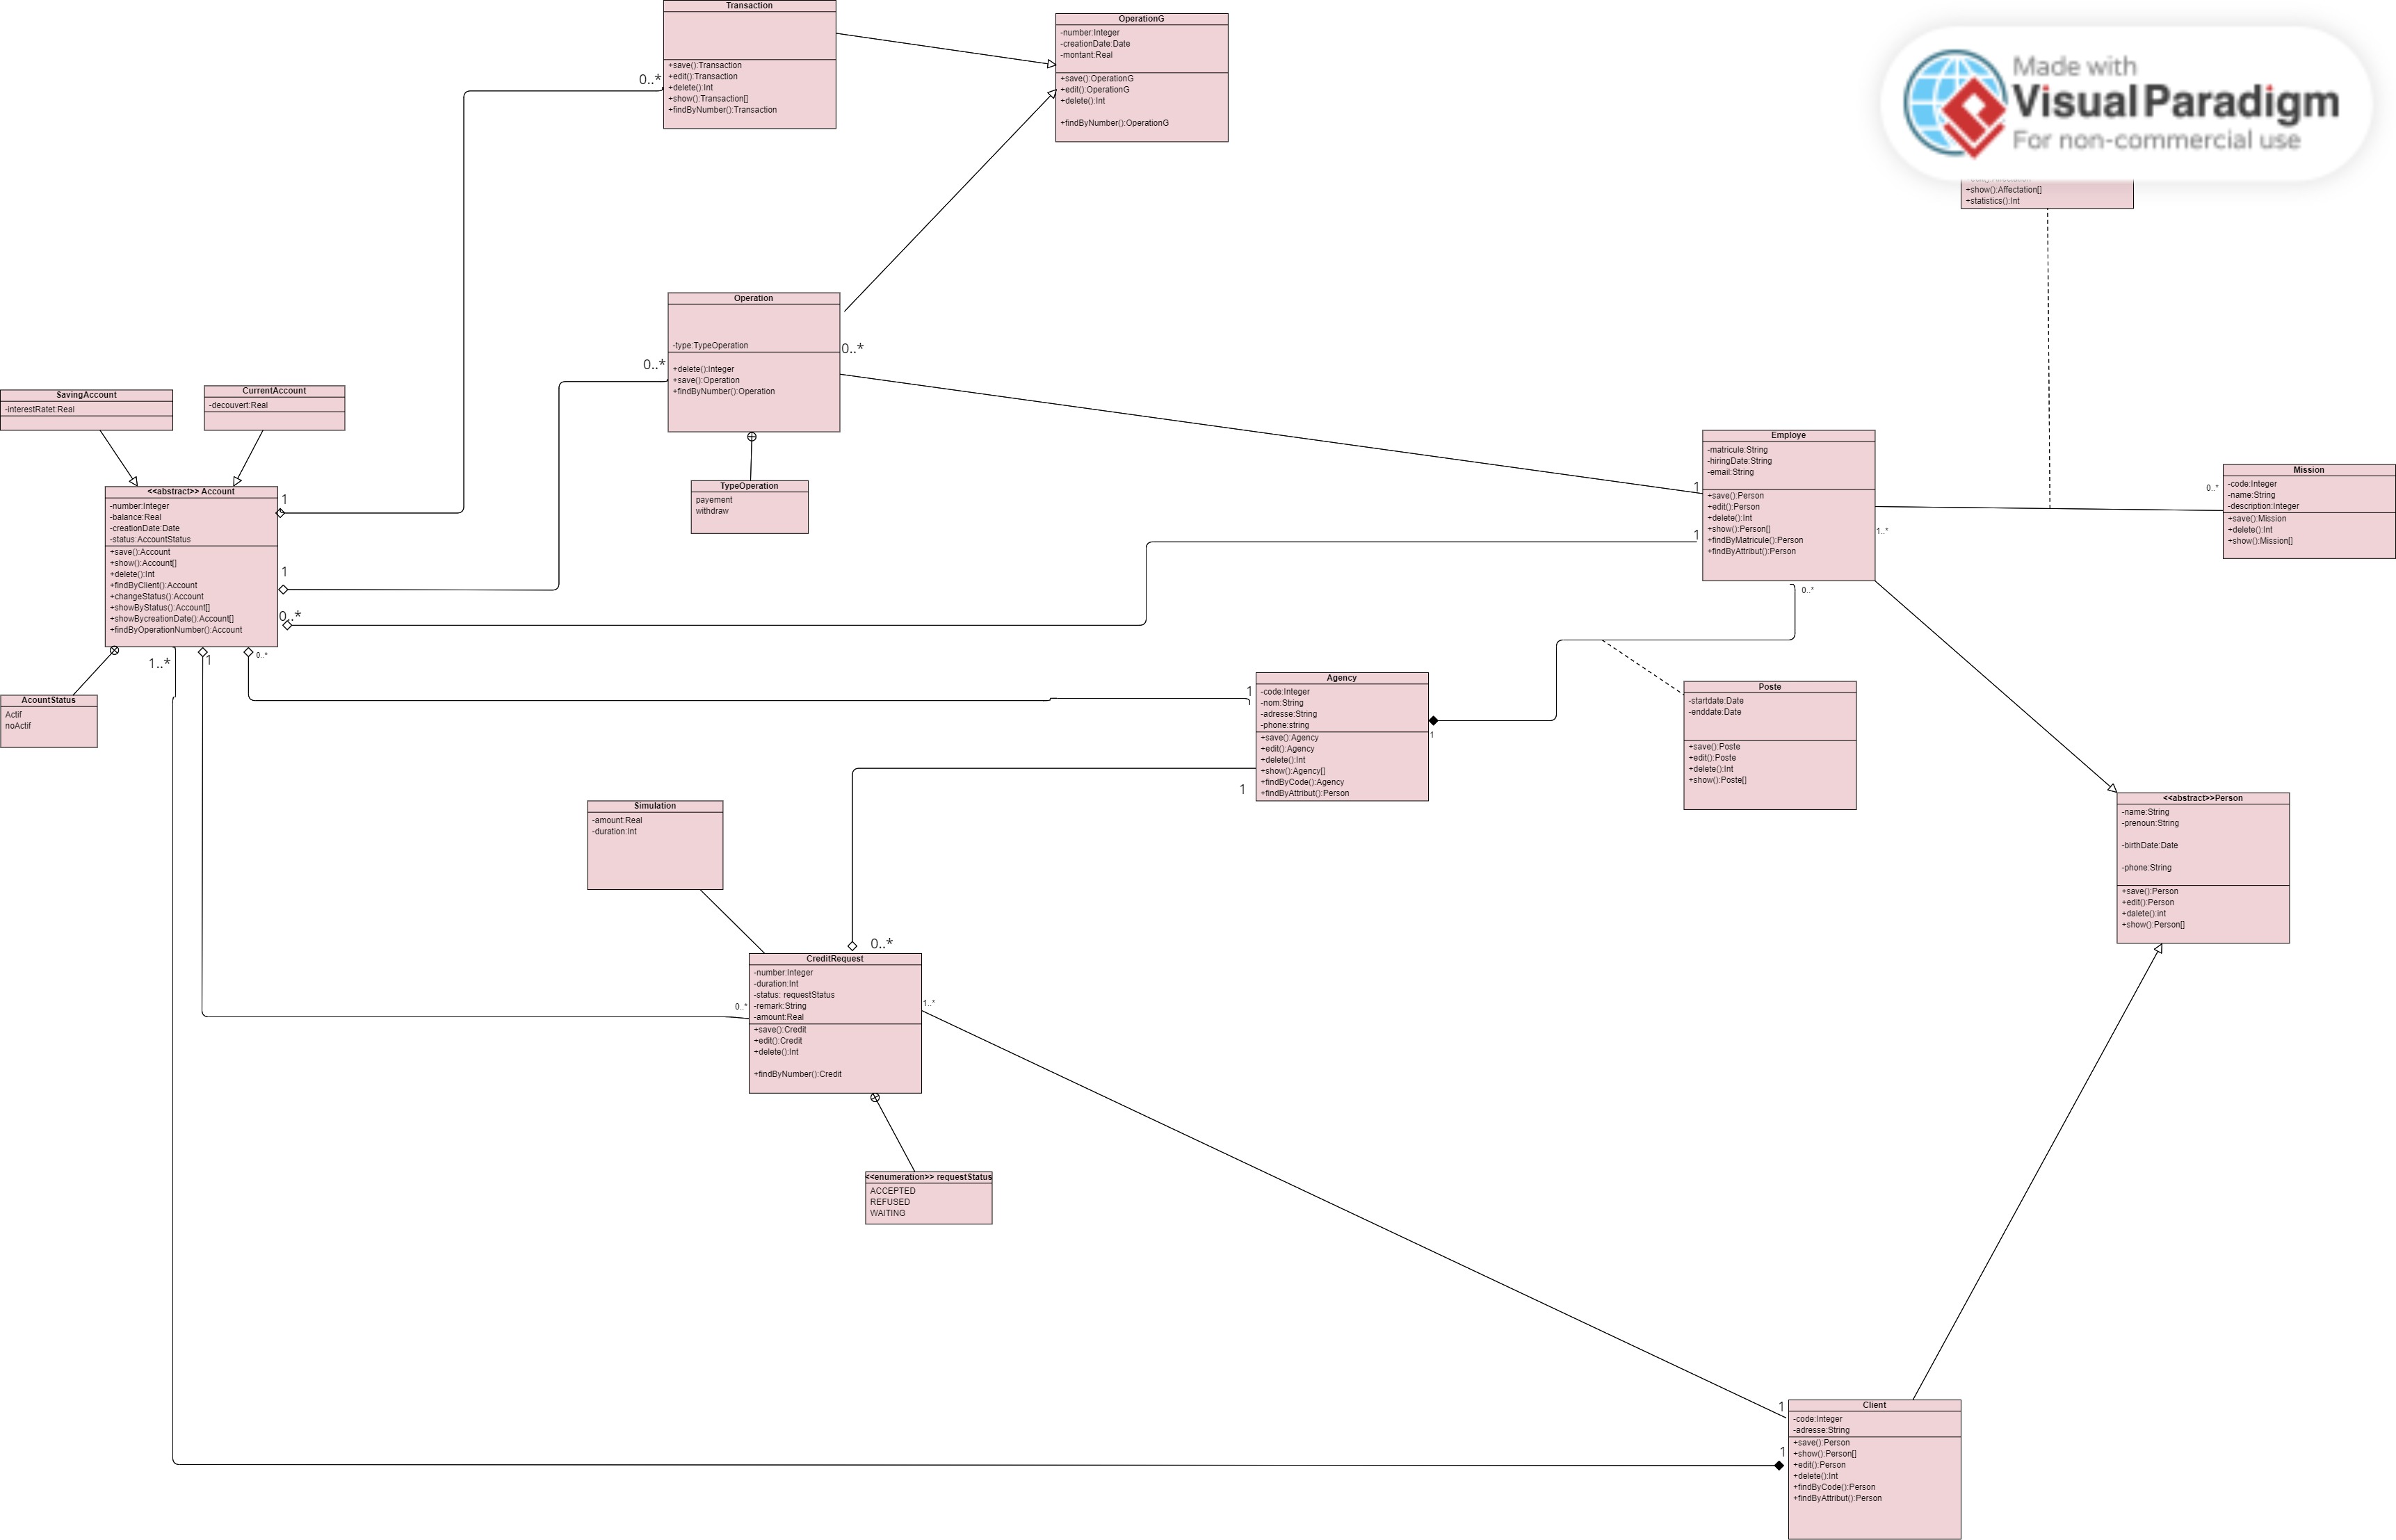 Transaction
+save():Transaction
+edit():Transaction
+delete():Int
+show():Transaction[]
+findByNumber():Transaction
0..*
OperationG
-number:Integer
-creationDate:Date
-montant:Real
+save():OperationG
+edit():OperationG
+delete():Int
+findByNumber():OperationG
Made with
Visual Paradigm
For non-commercial use
+show():Affectation[]
+statistics():Int
Operation
-type:TypeOperation
+delete():Integer
+save():Operation
+findByNumber():Operation
0..*
0..*
TypeOperation
payement
withdraw
SavingAccount
-interestRatet:Real
CurrentAccount
-decouvert:Real
<<abstract>> Account
-number:Integer
-balance:Real
-creationDate:Date
-status:AccountStatus
+save():Account
+show():Account[]
+delete():Int
+findByClient():Account
+changeStatus():Account
+showByStatus():Account[]
+showBycreationDate():Account[]
+findByOperationNumber():Account
1
1
0..*
1..*
1
0..*
AcountStatus
Actif
noActif
Employe
-matricule:String
-hiringDate:String
-email:String
+save():Person
+edit():Person
+delete():Int
+show():Person[]
+findByMatricule():Person
+findByAttribut():Person
1
1
1..*
0..*
Mission
-code:Integer
-name:String
-description:Integer
+save():Mission
+delete():Int
+show():Mission[]
0..*
Agency
-code:Integer
-nom:String
-adresse:String
-phone:string
+save():Agency
+edit():Agency
+delete():Int
+show():Agency[]
+findByCode():Agency
+findByAttribut():Person
1
1
1
Poste
-startdate:Date
-enddate:Date
+save():Poste
+edit():Poste
+delete():Int
+show():Poste[]
<<abstract>>Person
-name:String
-prenoun:String
-birthDate:Date
-phone:String
+save():Person
+edit():Person
+dalete():int
+show():Person[]
Simulation
-amount:Real
-duration:Int
0..*
CreditRequest
-number:Integer
-duration:Int
-status: requestStatus
-remark:String
-amount:Real
+save():Credit
+edit():Credit
+delete():Int
+findByNumber():Credit
0..*
1..*
<<enumeration>> requestStatus
ACCEPTED
REFUSED
WAITING
Client
-code:Integer
-adresse:String
+save():Person
+show():Person[]
+edit():Person
+delete():Int
+findByCode():Person
+findByAttribut():Person
1
1